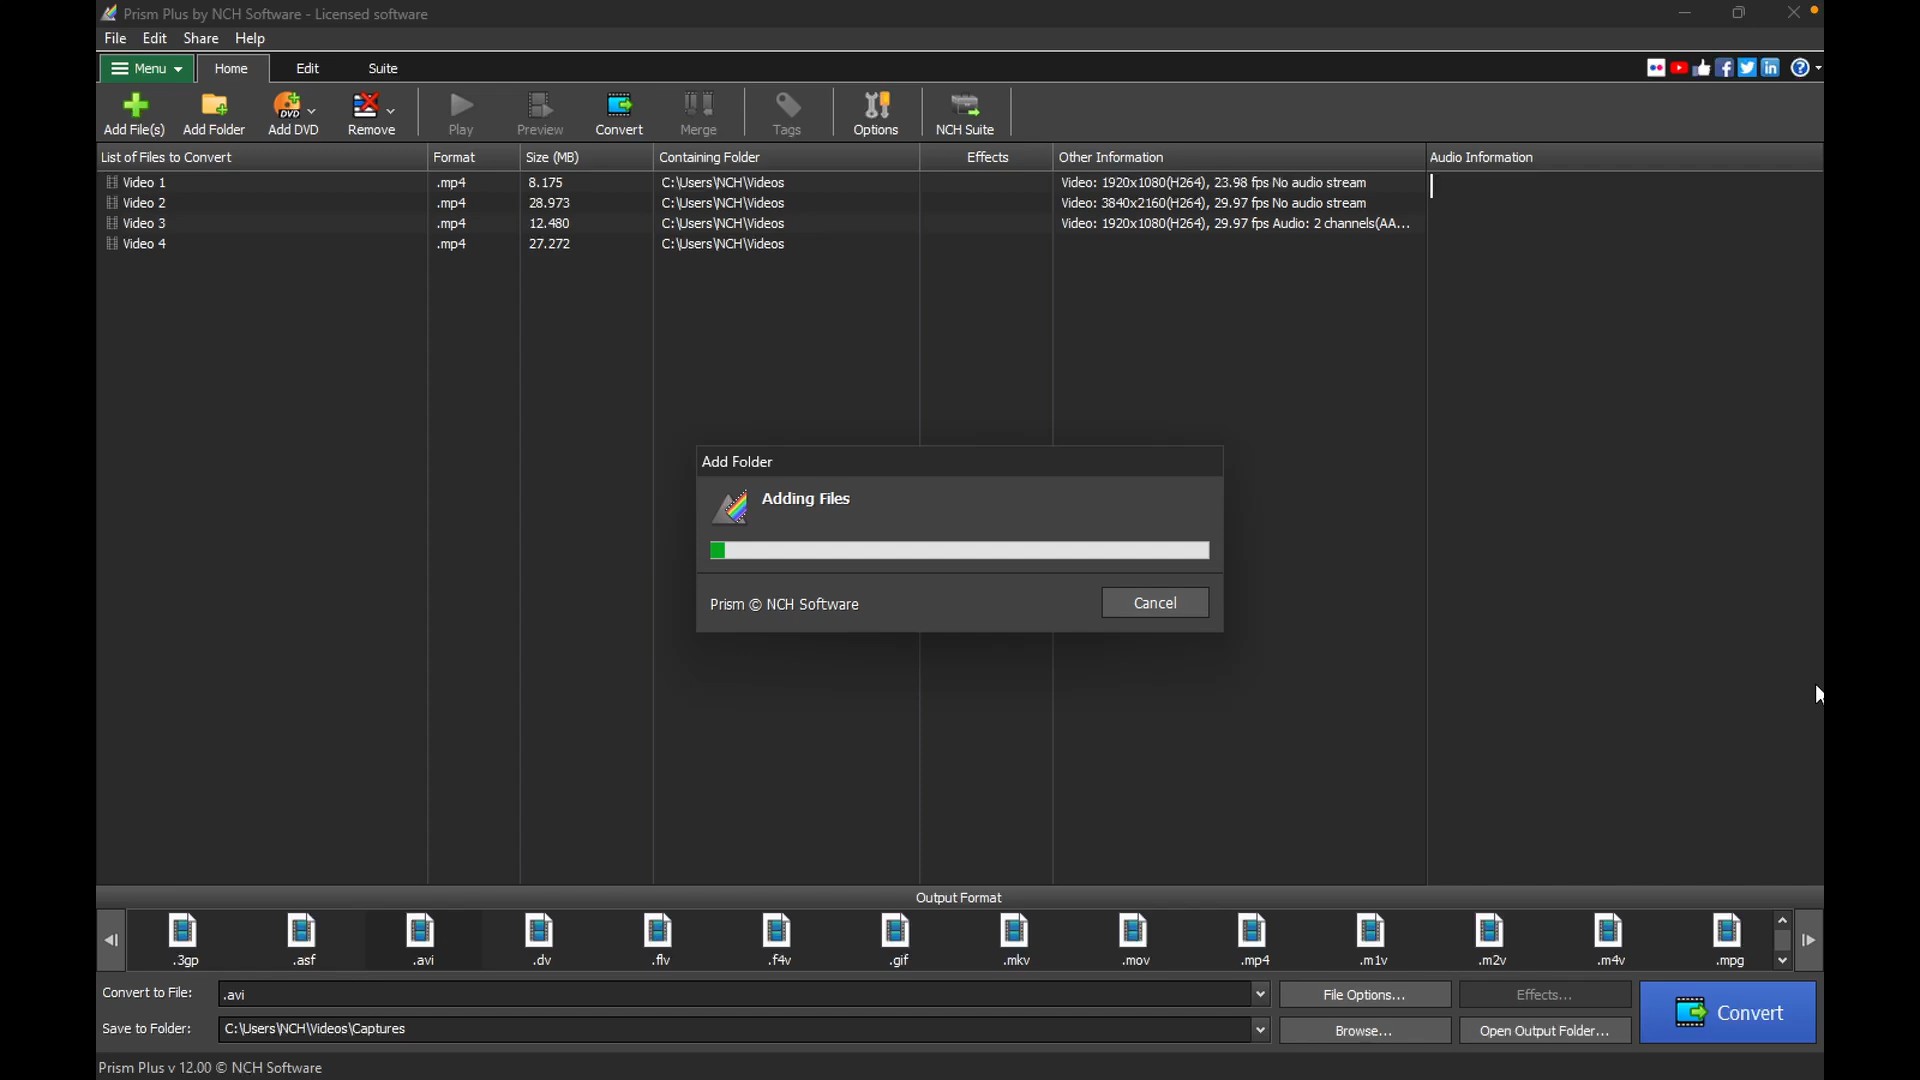 Prism Plus by NCH Software - Licensed software
File Edit Share Help
Menu Home Edit Suite
Add File(s) Add Folder Add DVD Remove Play Preview Convert Merge Tags Options NCH Suite
List of Files to Convert Format Size (MB) Containing Folder Effects Other Information Audio Information
Video 1 .mp4 8.175 C:\Users\NCH\Videos Video: 1920x1080(H264), 23.98 fps No audio stream
Video 2 .mp4 28.973 C:\Users\NCH\Videos Video: 3840x2160(H264), 29.97 fps No audio stream
Video 3 .mp4 12.480 C:\Users\NCH\Videos Video: 1920x1080(H264), 29.97 fps Audio: 2 channels(AA...
Video 4 .mp4 27.272 C:\Users\NCH\Videos
Add Folder
Adding Files
Prism © NCH Software Cancel
Output Format
.3gp .asf .avi .dv .flv .f4v .gif .mkv .mov .mp4 .m1v .m2v .m4v .mpg
Convert to File: .avi File Options... Effects...
Convert
Save to Folder: C:\Users\NCH\Videos\Captures Browse... Open Output Folder...
Prism Plus v 12.00 © NCH Software